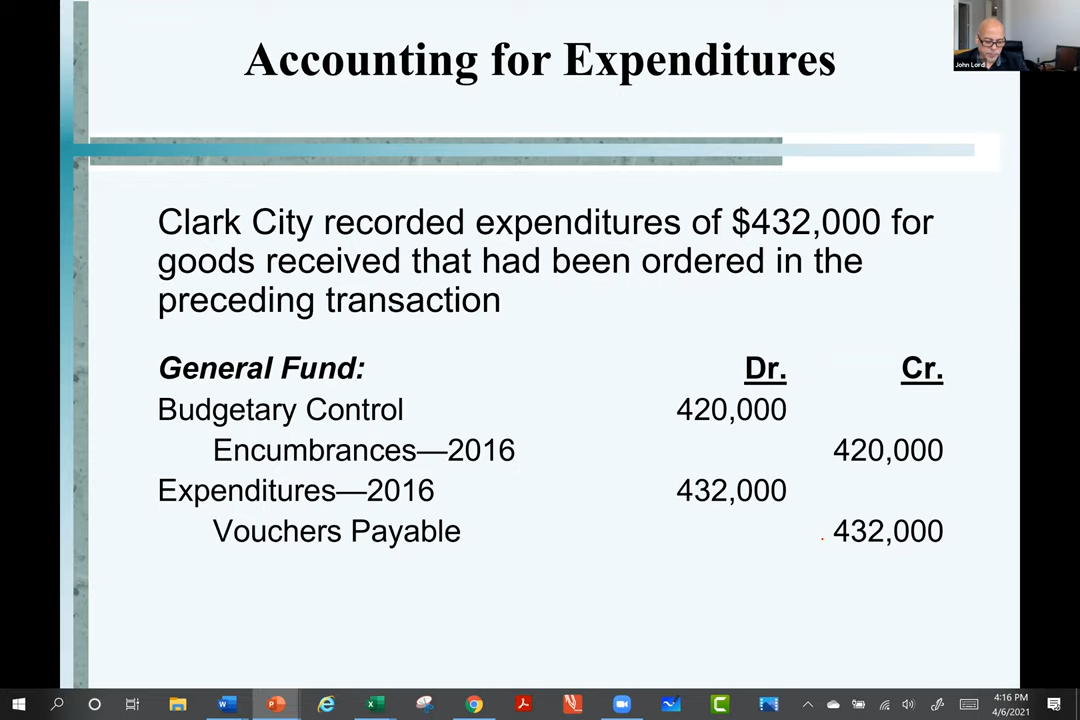 Accounting for Expenditures
John Lord
Clark City recorded expenditures of $432,000 for
goods received that had been ordered in the
preceding transaction
General Fund: Dr. Cr.
Budgetary Control 420,000
Encumbrances—2016 420,000
Expenditures—2016 432,000
Vouchers Payable 432,000
4:16 PM
4/6/2021